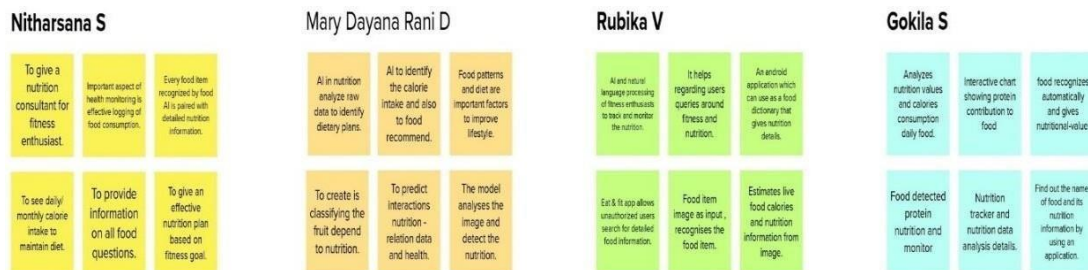 Nitharsana S
To give a
nutrition
consultant for
fitness
enthusiast.
Important aspect of
health monitoring is
effective logging of
food consumption.
Every food item
recognized by food
AI is paired with
detailed nutrition
information.
To see daily/
monthly calorie
intake to
maintain diet.
To provide
information
on all food
questions.
To give an
effective
nutrition plan
based on
fitness goal.
Mary Dayana Rani D
AI in nutrition
analyze raw
data to identify
dietary plans.
AI to identify
the calorie
intake and also
to food
recommend.
Food patterns
and diet are
important factors
to improve
lifestyle.
To create is
classifying the
fruit depend
to nutrition.
To predict
interactions
nutrition -
relation data
and health.
The model
analyses the
image and
detect the
nutrition.
Rubika V
AI and natural
language processing
of fitness enthusiasts
to track and monitor
the nutrition.
It helps
regarding users
queries around
fitness and
nutrition.
An android
application which
can use as a food
dictionary that
gives nutrition
details.
Eat & fit app allows
unauthorized users
search for detailed
food information.
Food item
image as input ,
recognises the
food item.
Estimates live
food calories
and nutrition
information from
image.
Gokila S
Analyzes
nutrition values
and calories
consumption
daily food.
Interactive chart
showing protein
contribution to
food
food recognizes
automatically
and gives
nutritional-value
Food detected
protein
nutrition and
monitor
Nutrition
tracker and
nutrition data
analysis details.
Find out the name
of food and its
nutrition
information by
using an
application.